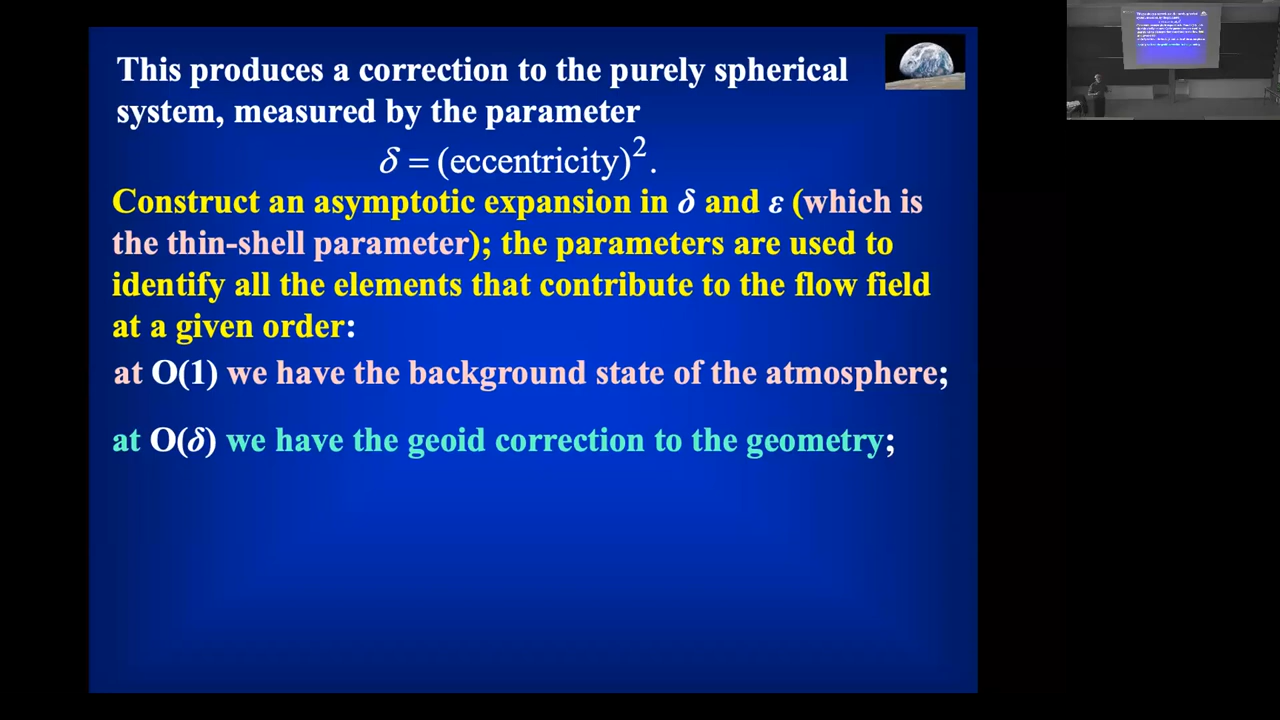 This produces a correction to the purely spherical
system, measured by the parameter
δ = (eccentricity)².
Construct an asymptotic expansion in δ and ε (which is
the thin-shell parameter); the parameters are used to
identify all the elements that contribute to the flow field
at a given order:
at O(1) we have the background state of the atmosphere;
at O(δ) we have the geoid correction to the geometry;